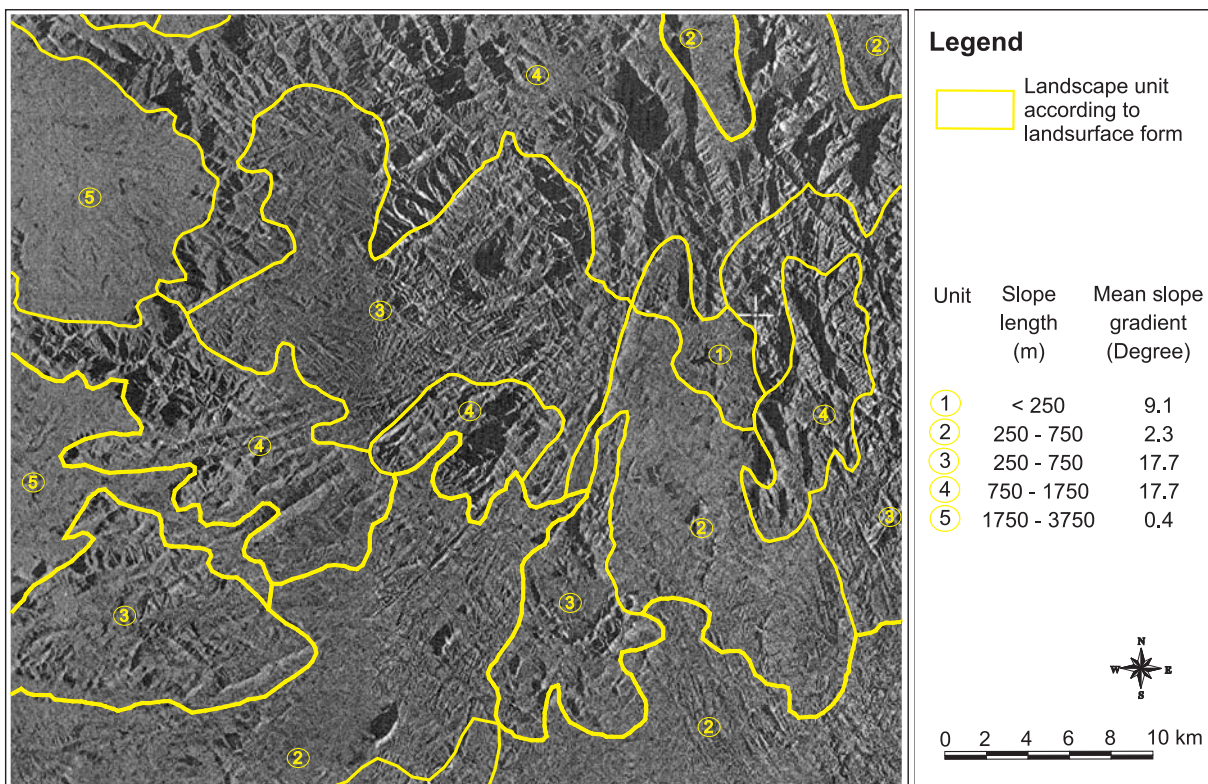 2
2
4
5
3
1
4
4
4
5
2
3
3
3
2
2
Legend
Landscape unit
according to
landsurface form
Unit Slope length (m) Mean slope gradient (Degree)
1 < 250 9.1
2 250 - 750 2.3
3 250 - 750 17.7
4 750 - 1750 17.7
5 1750 - 3750 0.4
N
W E
S
0 2 4 6 8 10 km